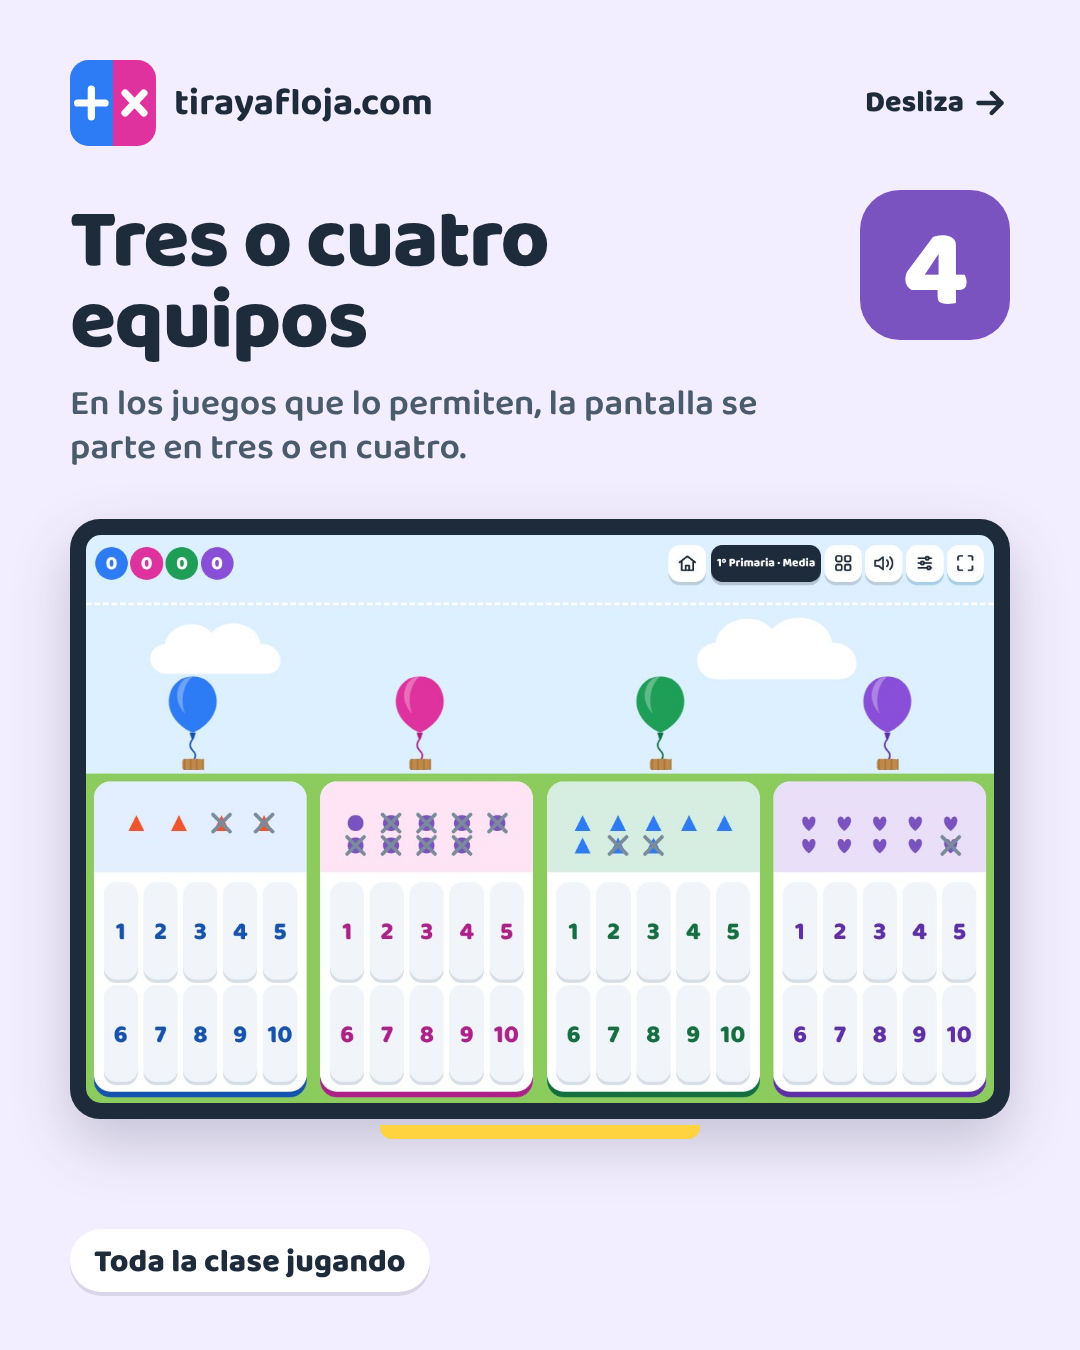 tirayafloja.com
Desliza →
Tres o cuatro
equipos
4
En los juegos que lo permiten, la pantalla se
parte en tres o en cuatro.
0 0 0 0
1º Primaria · Media
1 2 3 4 5
6 7 8 9 10
1 2 3 4 5
6 7 8 9 10
1 2 3 4 5
6 7 8 9 10
1 2 3 4 5
6 7 8 9 10
Toda la clase jugando